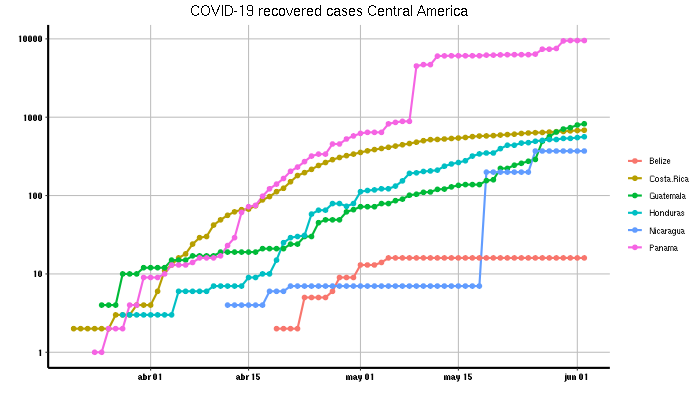 COVID-19 recovered cases Central America
10000
1000
100
10
1
abr 01
abr 15
may 01
may 15
jun 01
Belize
Costa.Rica
Guatemala
Honduras
Nicaragua
Panama